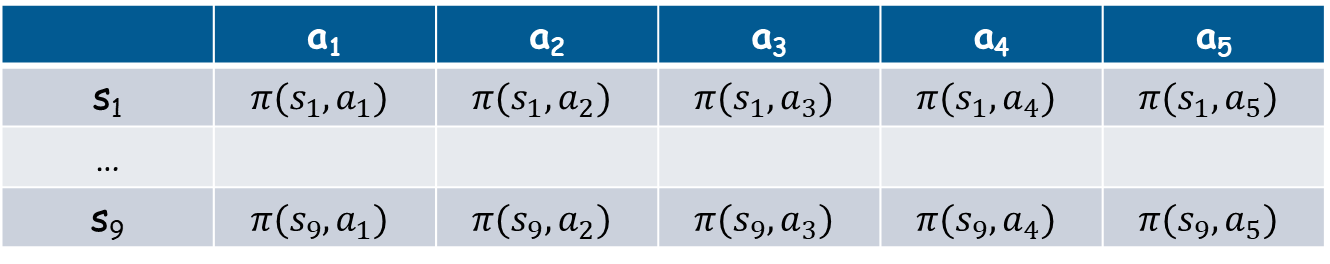 a₁ a₂ a₃ a₄ a₅
s₁ π(s₁, a₁) π(s₁, a₂) π(s₁, a₃) π(s₁, a₄) π(s₁, a₅)
...
s₉ π(s₉, a₁) π(s₉, a₂) π(s₉, a₃) π(s₉, a₄) π(s₉, a₅)